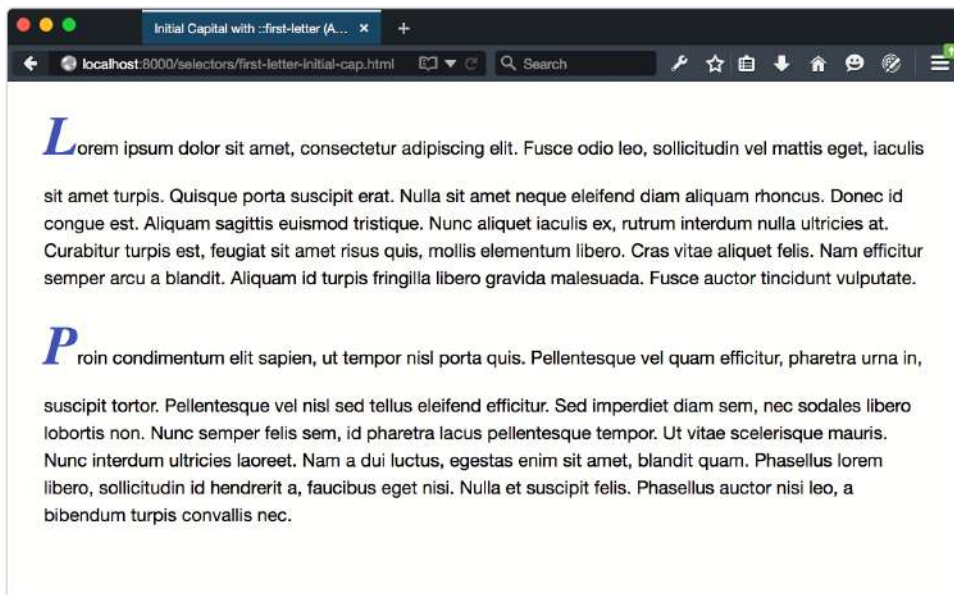 Initial Capital with ::first-letter (A...
localhost:8000/selectors/first-letter-initial-cap.html
Search
Lorem ipsum dolor sit amet, consectetur adipiscing elit. Fusce odio leo, sollicitudin vel mattis eget, iaculis
sit amet turpis. Quisque porta suscipit erat. Nulla sit amet neque eleifend diam aliquam rhoncus. Donec id
congue est. Aliquam sagittis euismod tristique. Nunc aliquet iaculis ex, rutrum interdum nulla ultricies at.
Curabitur turpis est, feugiat sit amet risus quis, mollis elementum libero. Cras vitae aliquet felis. Nam efficitur
semper arcu a blandit. Aliquam id turpis fringilla libero gravida malesuada. Fusce auctor tincidunt vulputate.
Proin condimentum elit sapien, ut tempor nisl porta quis. Pellentesque vel quam efficitur, pharetra urna in,
suscipit tortor. Pellentesque vel nisl sed tellus eleifend efficitur. Sed imperdiet diam sem, nec sodales libero
lobortis non. Nunc semper felis sem, id pharetra lacus pellentesque tempor. Ut vitae scelerisque mauris.
Nunc interdum ultricies laoreet. Nam a dui luctus, egestas enim sit amet, blandit quam. Phasellus lorem
libero, sollicitudin id hendrerit a, faucibus eget nisi. Nulla et suscipit felis. Phasellus auctor nisi leo, a
bibendum turpis convallis nec.